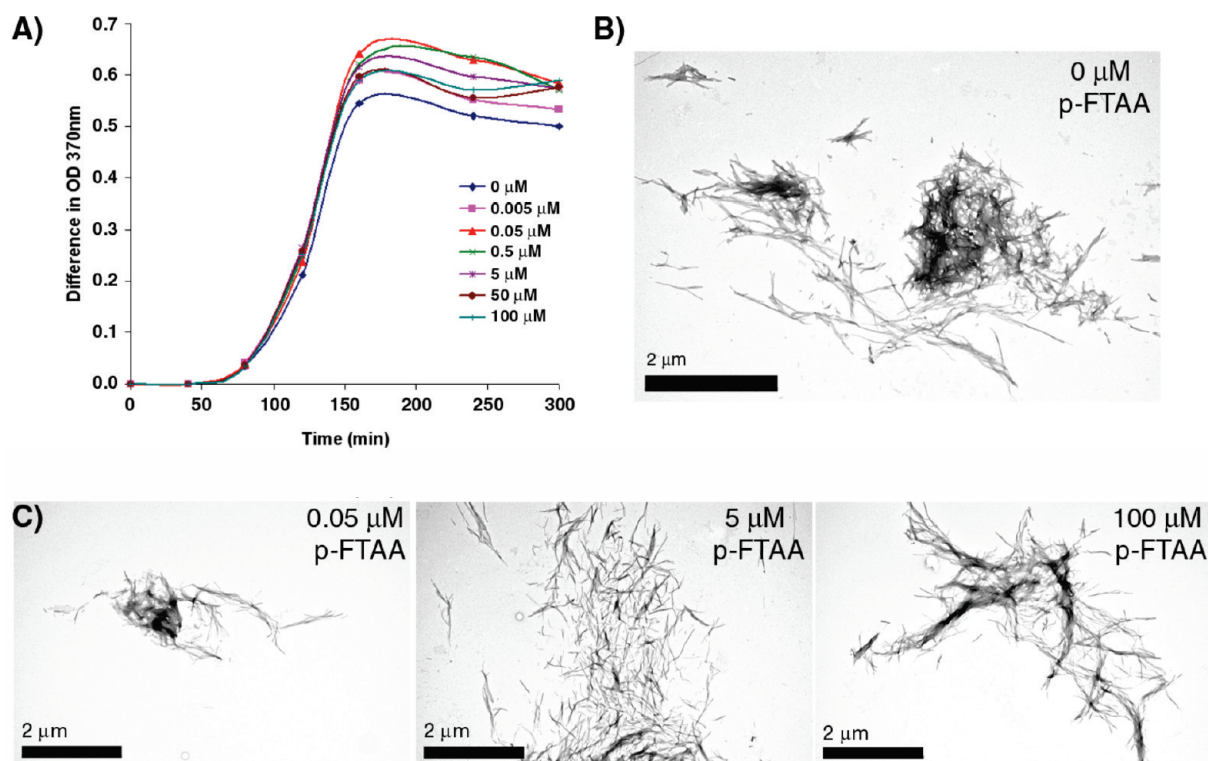 A)
0.7
0.6
0.5
0.4
0.3
0.2
0.1
0.0
Difference in OD 370nm
0 50 100 150 200 250 300
Time (min)
0 µM
0.005 µM
0.05 µM
0.5 µM
5 µM
50 µM
100 µM
B)
0 µM
p-FTAA
2 µm
C)
0.05 µM
p-FTAA
2 µm
5 µM
p-FTAA
2 µm
100 µM
p-FTAA
2 µm